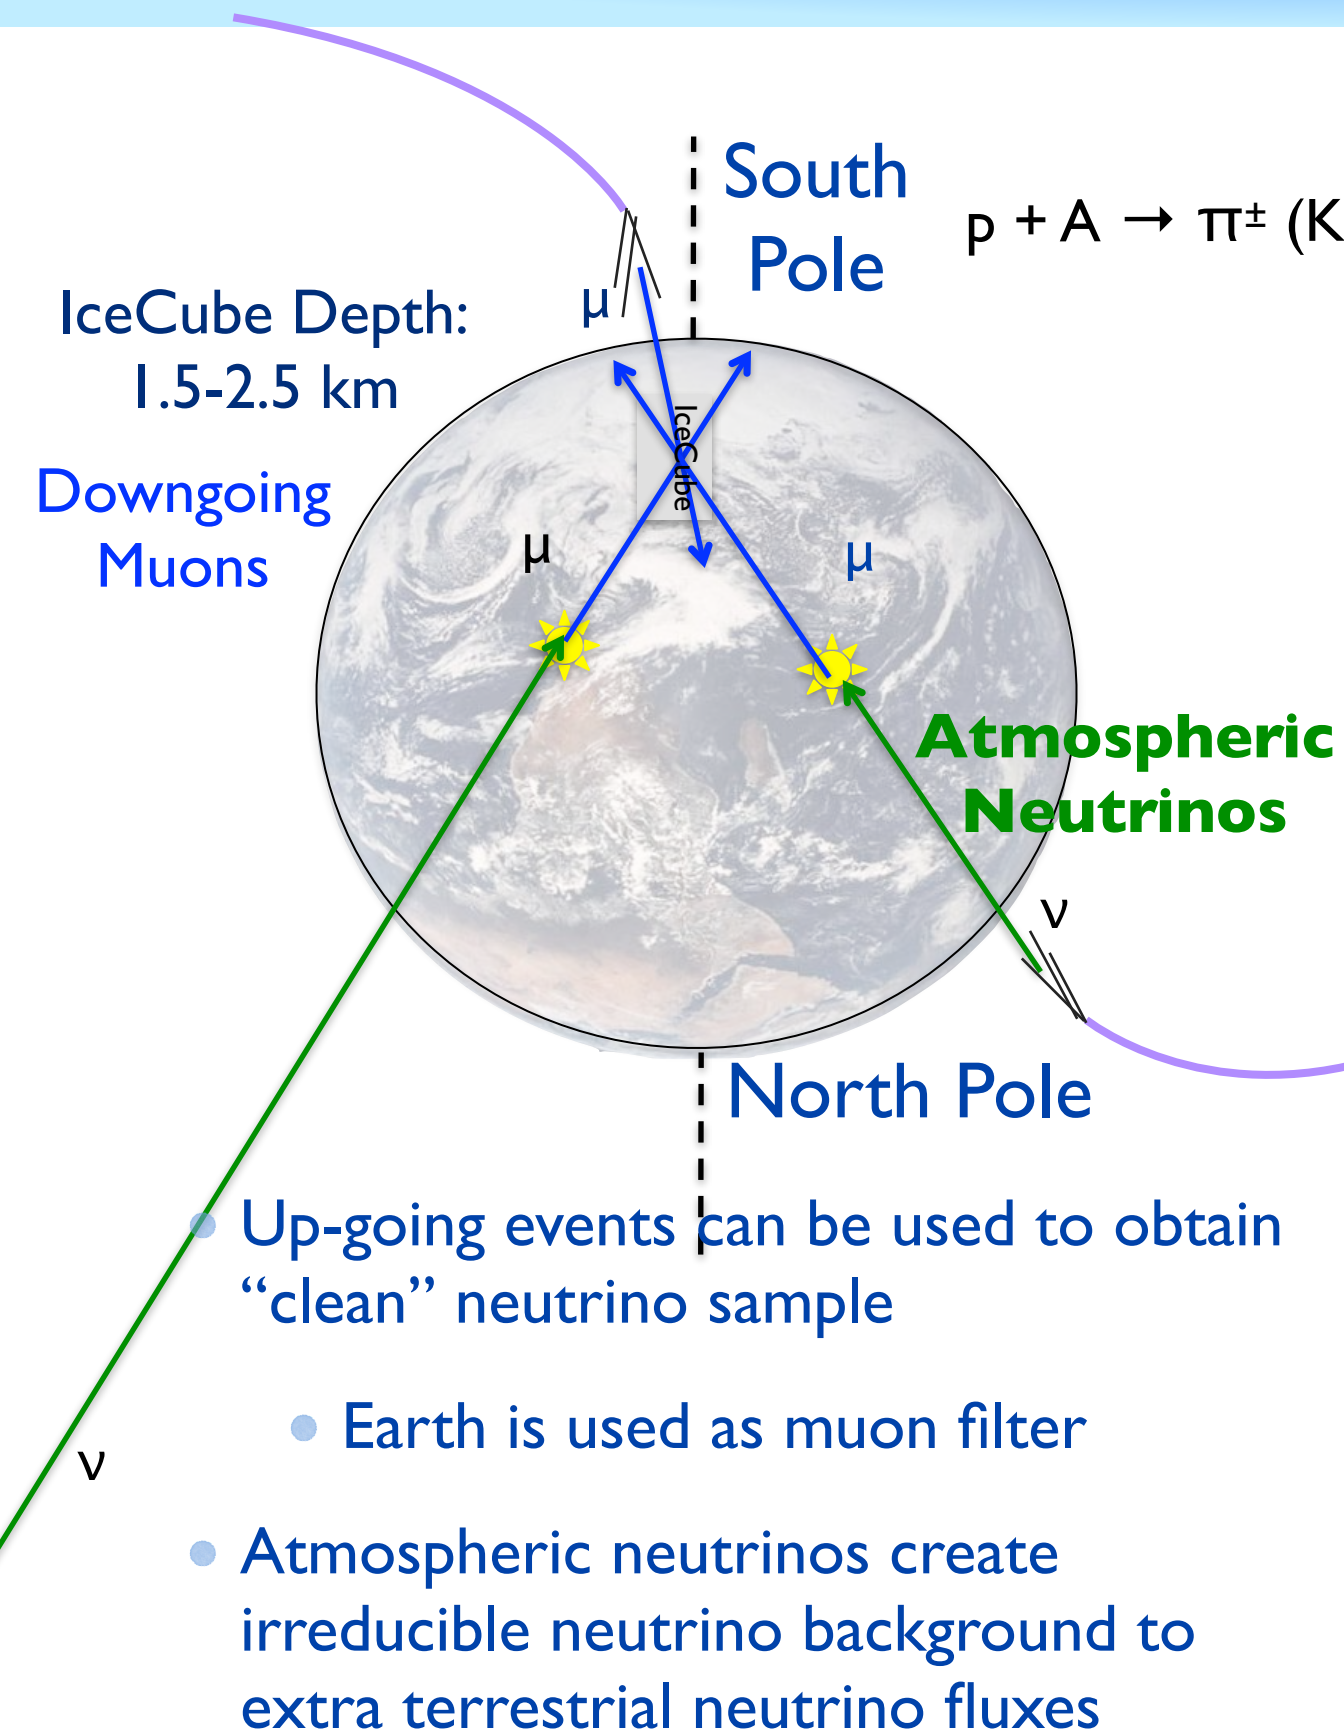 South
Pole
p + A → π± (K
μ
IceCube Depth:
1.5-2.5 km
IceCube
Downgoing
Muons
μ
μ
Atmospheric
Neutrinos
ν
North Pole
Up-going events can be used to obtain
“clean” neutrino sample
Earth is used as muon filter
ν
Atmospheric neutrinos create
irreducible neutrino background to
extra terrestrial neutrino fluxes